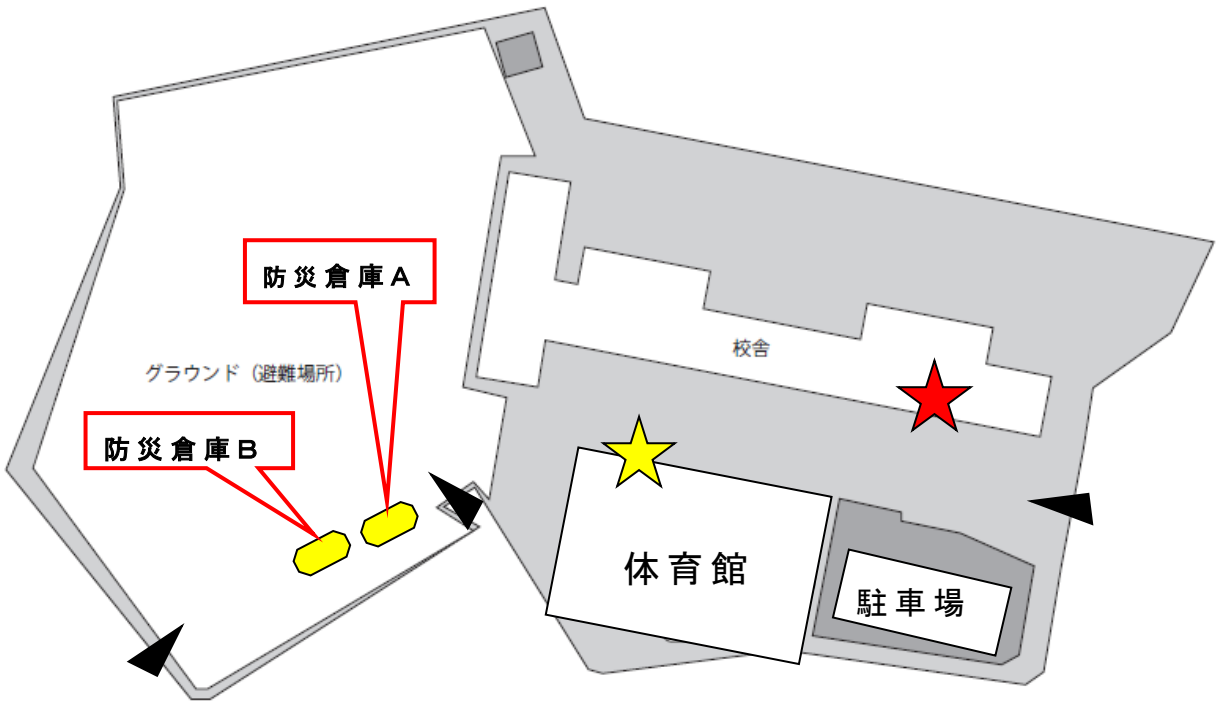 防災倉庫A
校舎
グラウンド（避難場所）
防災倉庫B
体育館
駐車場